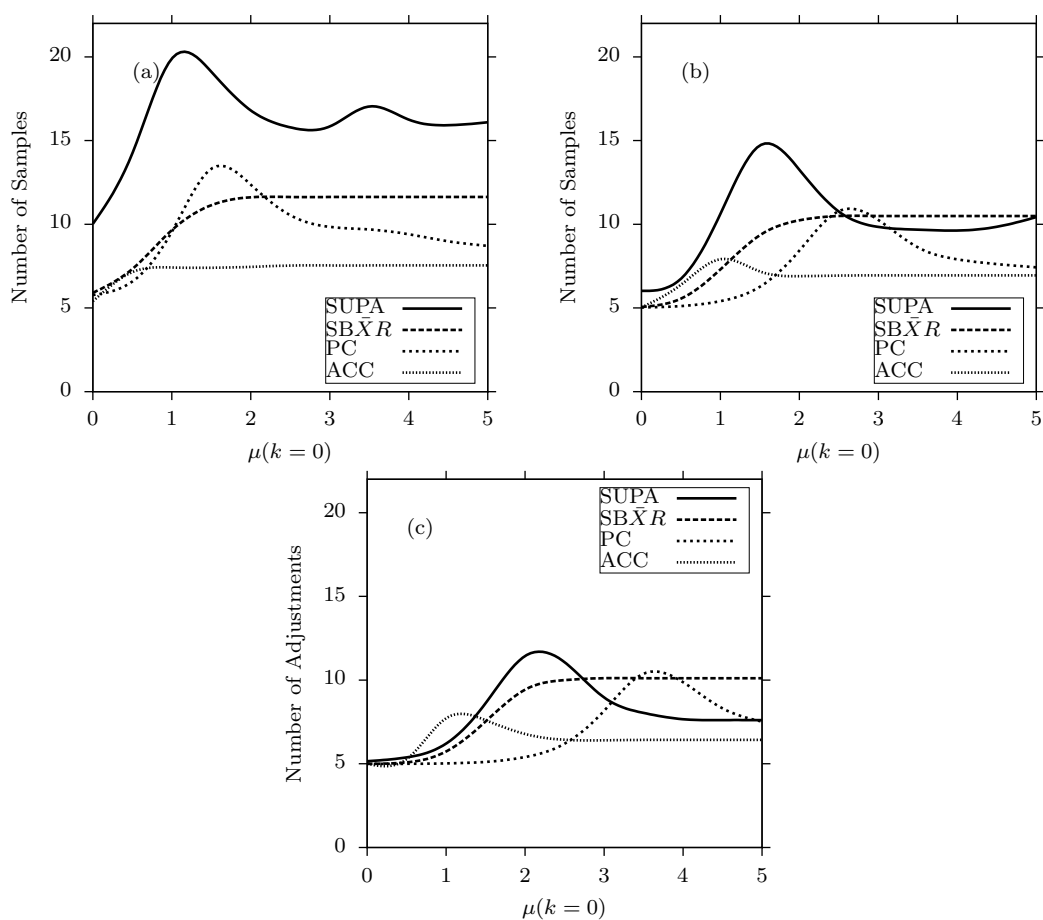 20
15
10
5
0
Number of Samples
(a)
SUPA
SBX̄R
PC
ACC
0 1 2 3 4 5
μ(k = 0)
20
15
10
5
0
Number of Samples
(b)
SUPA
SBX̄R
PC
ACC
0 1 2 3 4 5
μ(k = 0)
20
15
10
5
0
Number of Adjustments
(c)
SUPA
SBX̄R
PC
ACC
0 1 2 3 4 5
μ(k = 0)